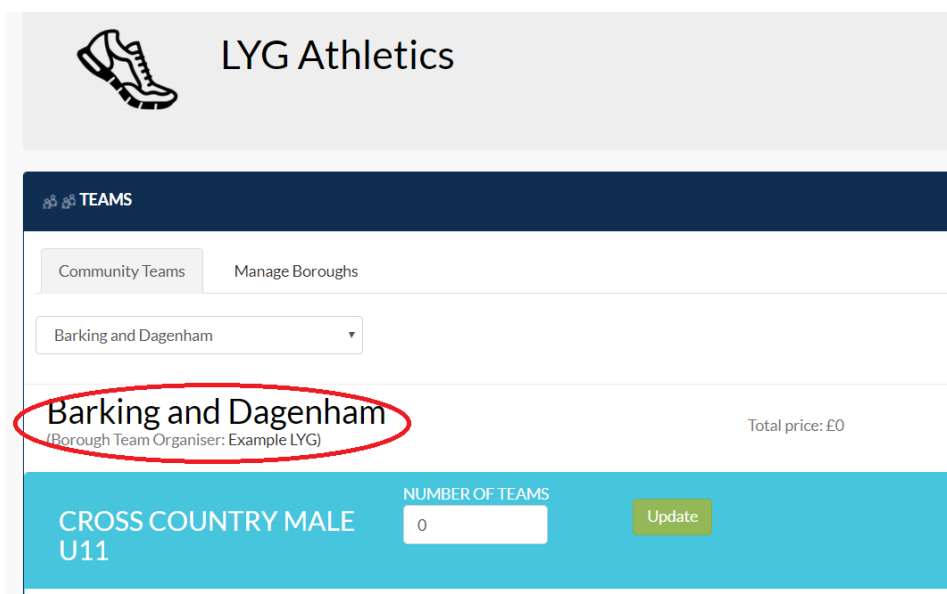 LYG Athletics
TEAMS
Community Teams Manage Boroughs
Barking and Dagenham
Barking and Dagenham
(Borough Team Organiser: Example LYG)
Total price: £0
NUMBER OF TEAMS
CROSS COUNTRY MALE
U11
0
Update